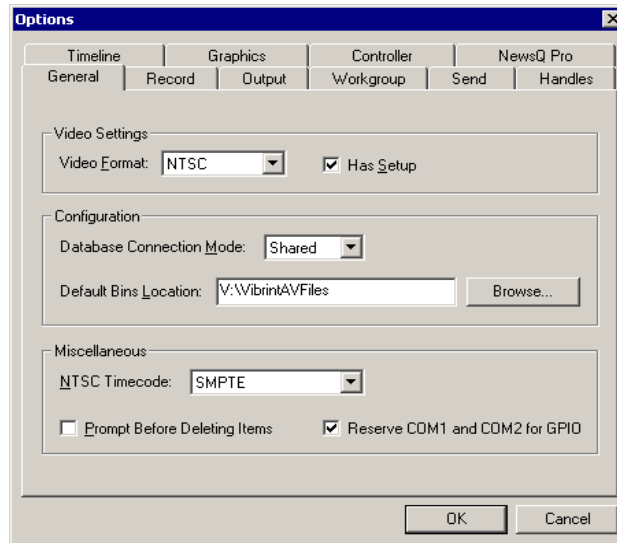 Options
Timeline Graphics Controller NewsQ Pro
General Record Output Workgroup Send Handles
Video Settings
Video Format: NTSC Has Setup
Configuration
Database Connection Mode: Shared
Default Bins Location: V:\VibrintAVFiles Browse...
Miscellaneous
NTSC Timecode: SMPTE
Prompt Before Deleting Items Reserve COM1 and COM2 for GPIO
OK Cancel